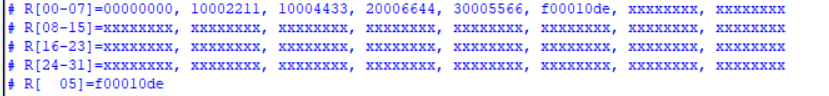 # R[00-07]=00000000, 10002211, 10004433, 20006644, 30005566, f00010de, xxxxxxxx, xxxxxxxx
# R[08-15]=xxxxxxxx, xxxxxxxx, xxxxxxxx, xxxxxxxx, xxxxxxxx, xxxxxxxx, xxxxxxxx, xxxxxxxx
# R[16-23]=xxxxxxxx, xxxxxxxx, xxxxxxxx, xxxxxxxx, xxxxxxxx, xxxxxxxx, xxxxxxxx, xxxxxxxx
# R[24-31]=xxxxxxxx, xxxxxxxx, xxxxxxxx, xxxxxxxx, xxxxxxxx, xxxxxxxx, xxxxxxxx, xxxxxxxx
# R[ 05]=f00010de